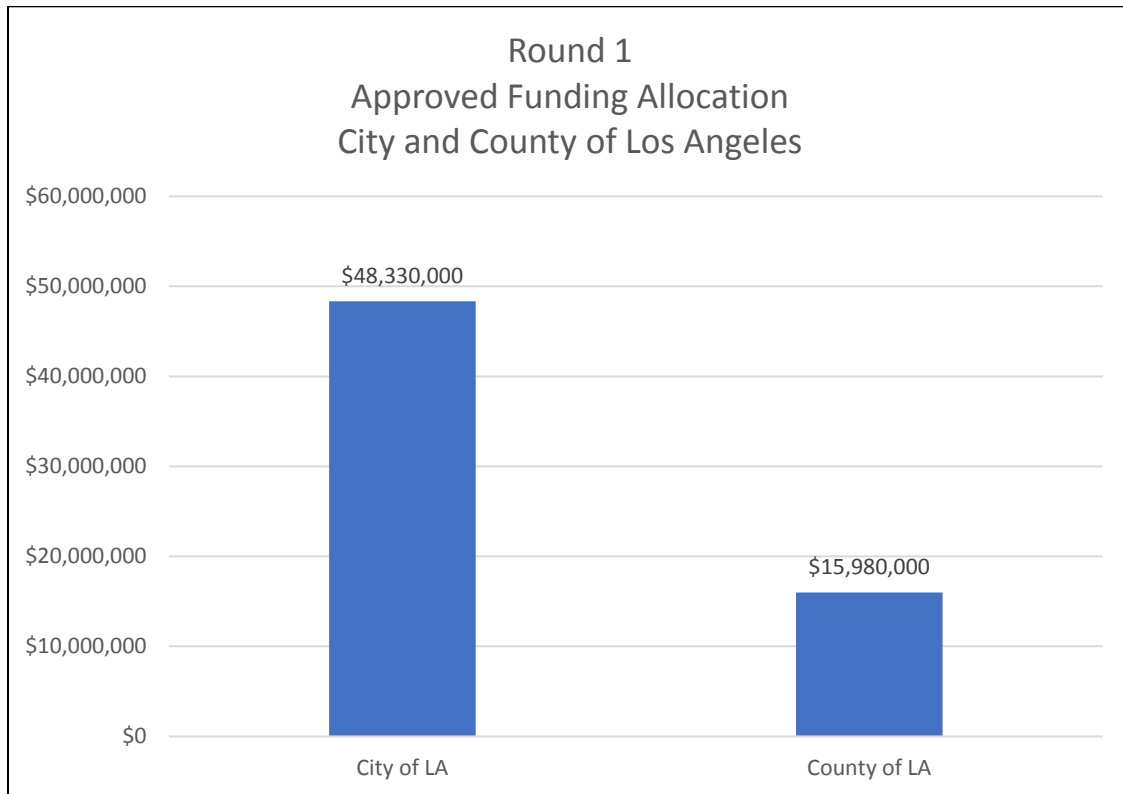 Round 1
Approved Funding Allocation
City and County of Los Angeles
$60,000,000
$50,000,000
$40,000,000
$30,000,000
$20,000,000
$10,000,000
$0
$48,330,000
$15,980,000
City of LA
County of LA